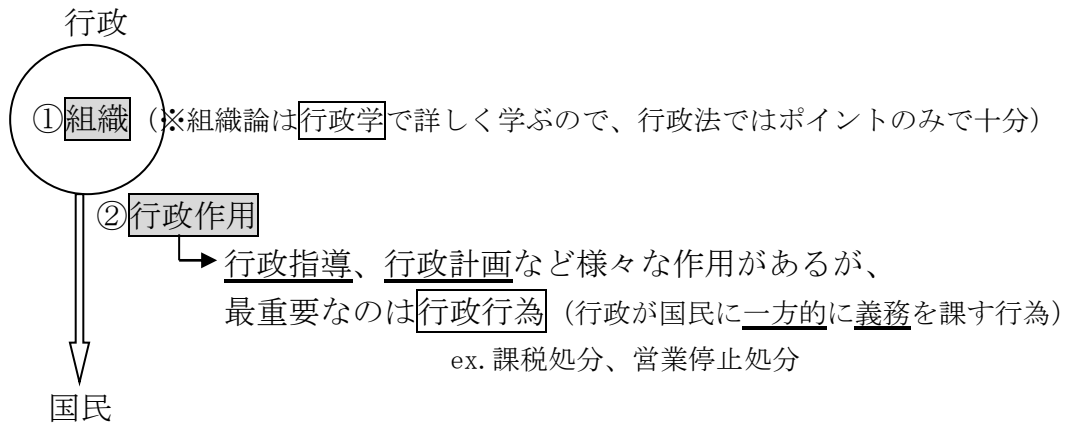 行政
①組織（※組織論は行政学で詳しく学ぶので、行政法ではポイントのみで十分）
②行政作用
行政指導、行政計画など様々な作用があるが、
最重要なのは行政行為（行政が国民に一方的に義務を課す行為）
ex.課税処分、営業停止処分
国民